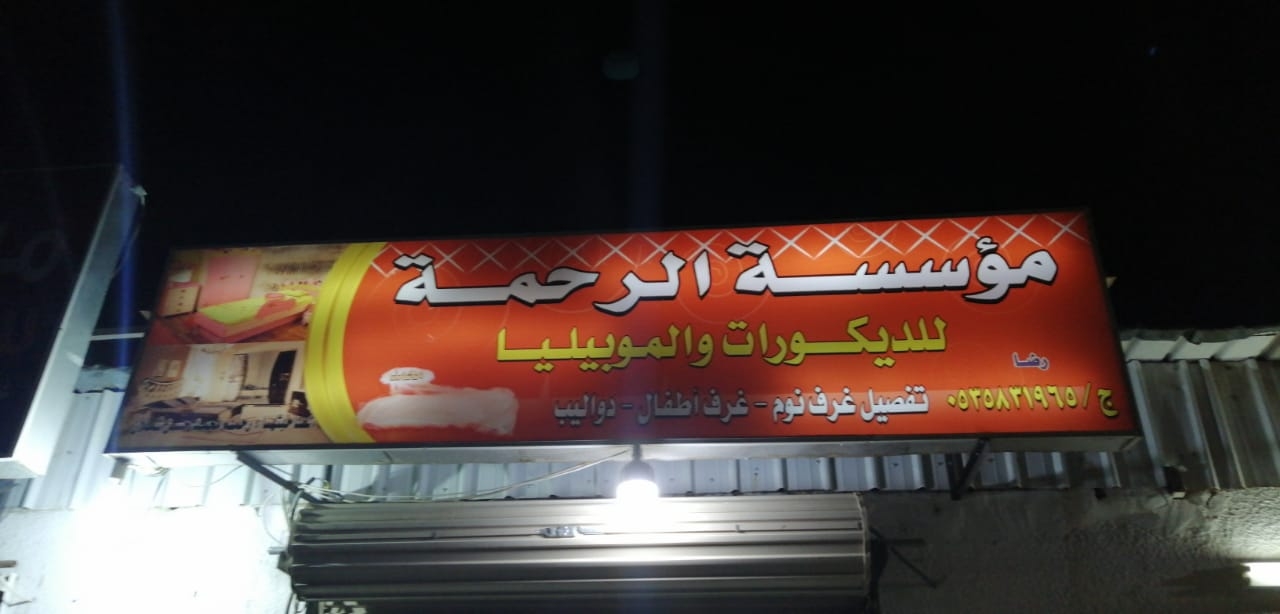 مؤسسة الرحمة
للديكورات والموبيليا
رضا
ج / ٠٥٣٥٨٣١٩٦٥
تفصيل غرف نوم - غرف أطفال - دواليب